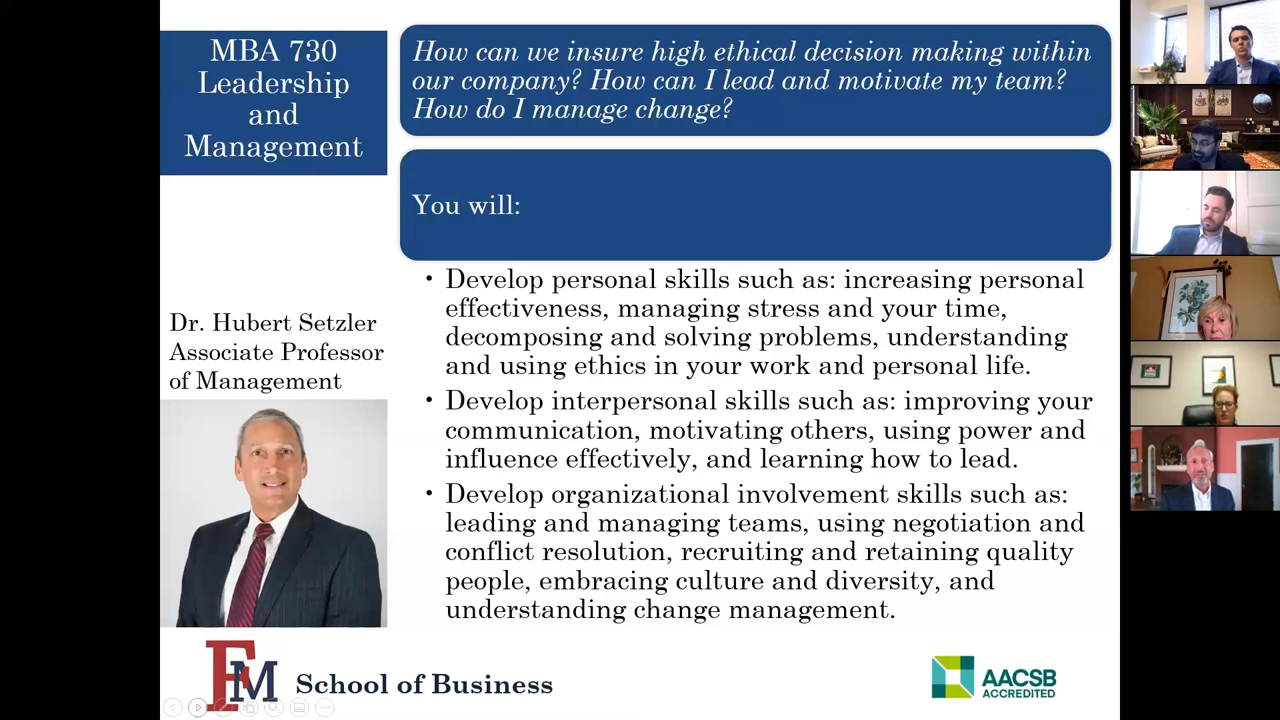 MBA 730
Leadership
and
Management
How can we insure high ethical decision making within
our company? How can I lead and motivate my team?
How do I manage change?
You will:
• Develop personal skills such as: increasing personal
effectiveness, managing stress and your time,
decomposing and solving problems, understanding
and using ethics in your work and personal life.
• Develop interpersonal skills such as: improving your
communication, motivating others, using power and
influence effectively, and learning how to lead.
• Develop organizational involvement skills such as:
leading and managing teams, using negotiation and
conflict resolution, recruiting and retaining quality
people, embracing culture and diversity, and
understanding change management.
Dr. Hubert Setzler
Associate Professor
of Management
FM
School of Business
AACSB
ACCREDITED